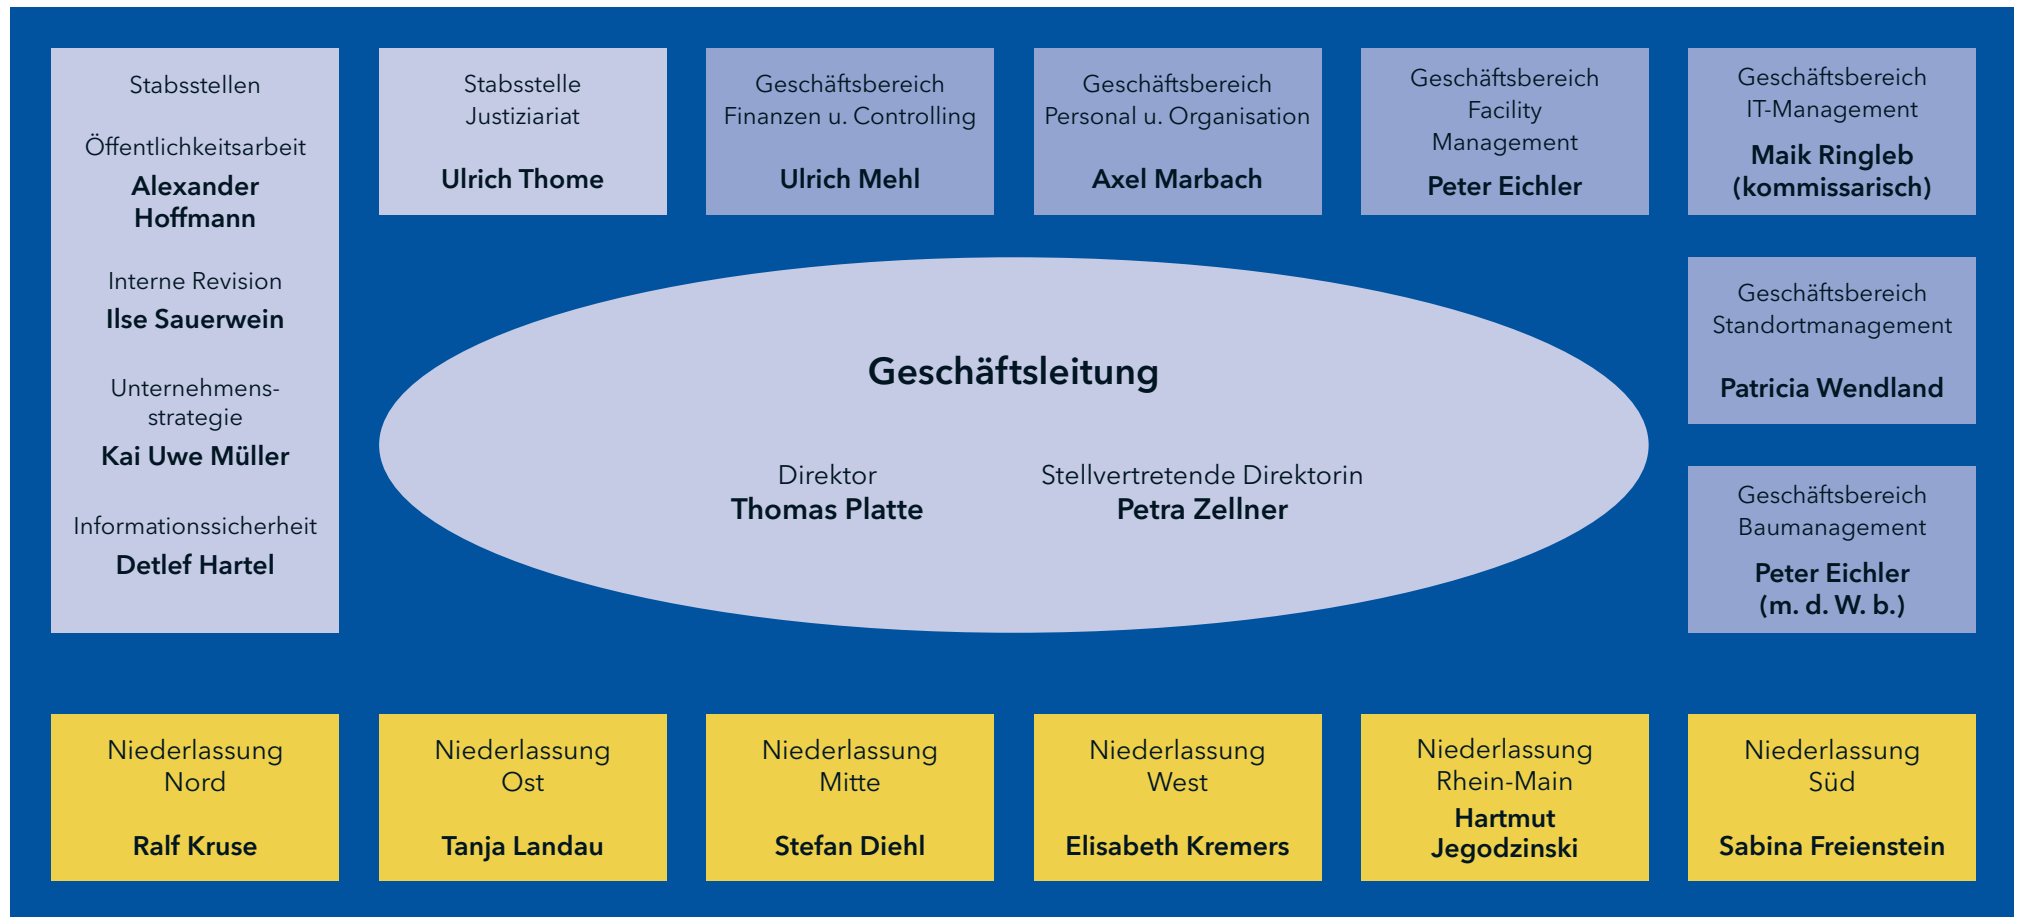 Stabsstellen
Öffentlichkeitsarbeit
Alexander
Hoffmann
Interne Revision
Ilse Sauerwein
Unternehmens-
strategie
Kai Uwe Müller
Informationssicherheit
Detlef Hartel
Stabsstelle
Justiziariat
Ulrich Thome
Geschäftsbereich
Finanzen u. Controlling
Ulrich Mehl
Geschäftsbereich
Personal u. Organisation
Axel Marbach
Geschäftsbereich
Facility
Management
Peter Eichler
Geschäftsbereich
IT-Management
Maik Ringleb
(kommissarisch)
Geschäftsbereich
Standortmanagement
Patricia Wendland
Geschäftsbereich
Baumanagement
Peter Eichler
(m. d. W. b.)
Geschäftsleitung
Direktor
Thomas Platte
Stellvertretende Direktorin
Petra Zellner
Niederlassung
Nord
Ralf Kruse
Niederlassung
Ost
Tanja Landau
Niederlassung
Mitte
Stefan Diehl
Niederlassung
West
Elisabeth Kremers
Niederlassung
Rhein-Main
Hartmut
Jegodzinski
Niederlassung
Süd
Sabina Freienstein